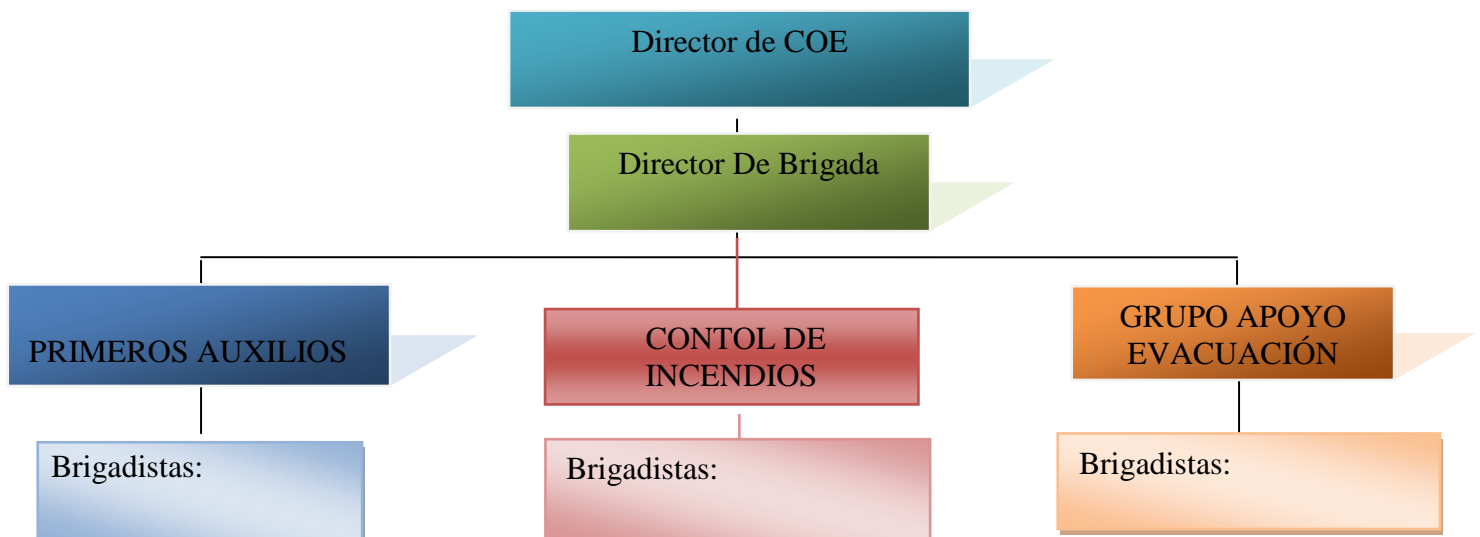 Director de COE
Director De Brigada
PRIMEROS AUXILIOS
CONTOL DE
INCENDIOS
GRUPO APOYO
EVACUACIÓN
Brigadistas:
Brigadistas:
Brigadistas: